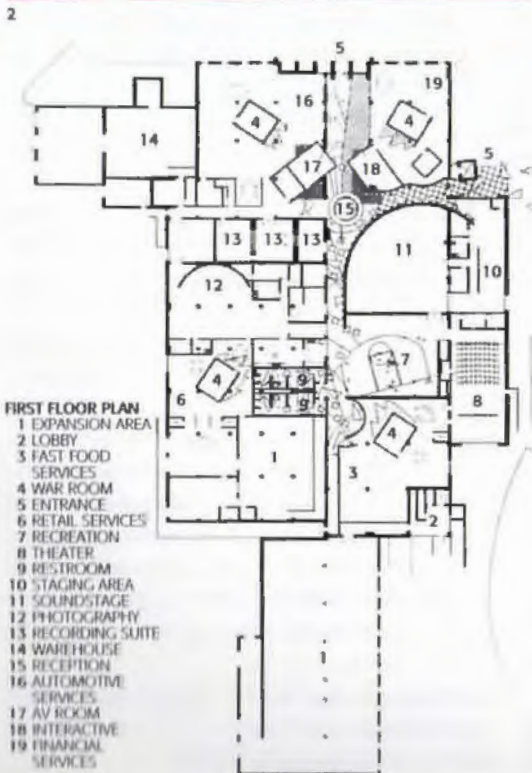 2
5
16
19
4
4
5
14
17
18
15
13
13
13
11
10
12
7
4
9
6
9
8
4
1
3
2
1
FIRST FLOOR PLAN
1 EXPANSION AREA
2 LOBBY
3 FAST FOOD
SERVICES
4 WAR ROOM
5 ENTRANCE
6 RETAIL SERVICES
7 RECREATION
8 THEATER
9 RESTROOM
10 STAGING AREA
11 SOUNDSTAGE
12 PHOTOGRAPHY
13 RECORDING SUITE
14 WAREHOUSE
15 RECEPTION
16 AUTOMOTIVE
SERVICES
17 AV ROOM
18 INTERACTIVE
19 FINANCIAL
SERVICES